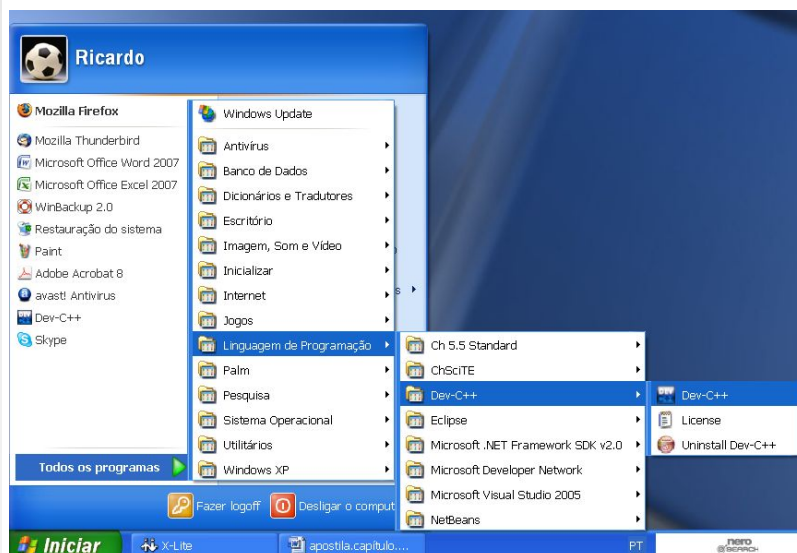 Ricardo
Mozilla Firefox
Mozilla Thunderbird
Microsoft Office Word 2007
Microsoft Office Excel 2007
WinBackup 2.0
Restauração do sistema
Paint
Adobe Acrobat 8
avast! Antivirus
Dev-C++
Skype
Todos os programas
Windows Update
Antivírus
Banco de Dados
Dicionários e Tradutores
Escritório
Imagem, Som e Vídeo
Inicializar
Internet
Jogos
Linguagem de Programação
Palm
Pesquisa
Sistema Operacional
Utilitários
Windows XP
s
Ch 5.5 Standard
ChSciTE
Dev-C++
Eclipse
Microsoft .NET Framework SDK v2.0
Microsoft Developer Network
Microsoft Visual Studio 2005
NetBeans
Dev-C++
License
Uninstall Dev-C++
Fazer logoff
Desligar o comput
Iniciar
X-Lite
apostila.capítulo....
PT
nero
SEARCH